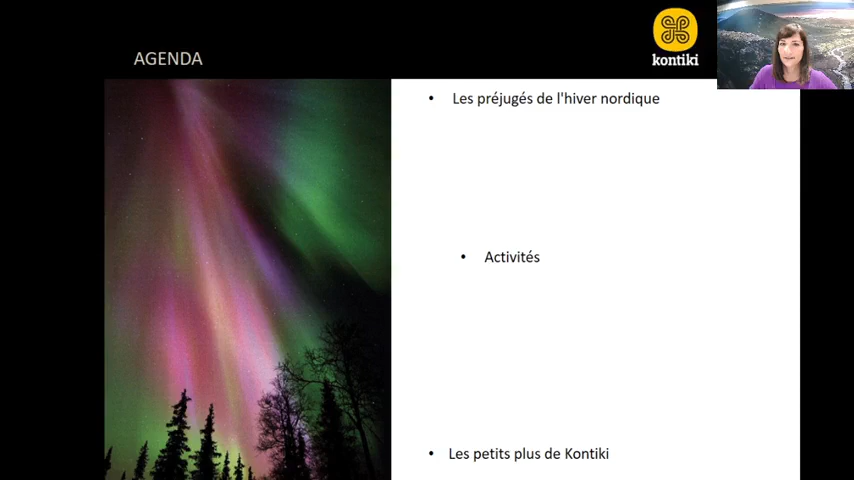 AGENDA
kontiki
Les préjugés de l'hiver nordique
Activités
Les petits plus de Kontiki